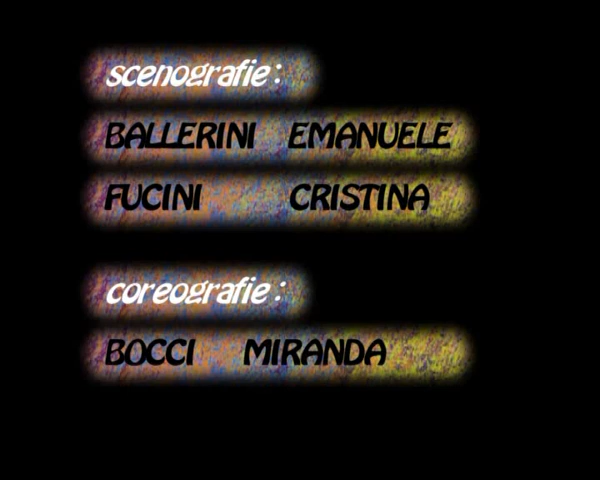 scenografie:
BALLERINI EMANUELE
FUCINI CRISTINA
coreografie:
BOCCI MIRANDA